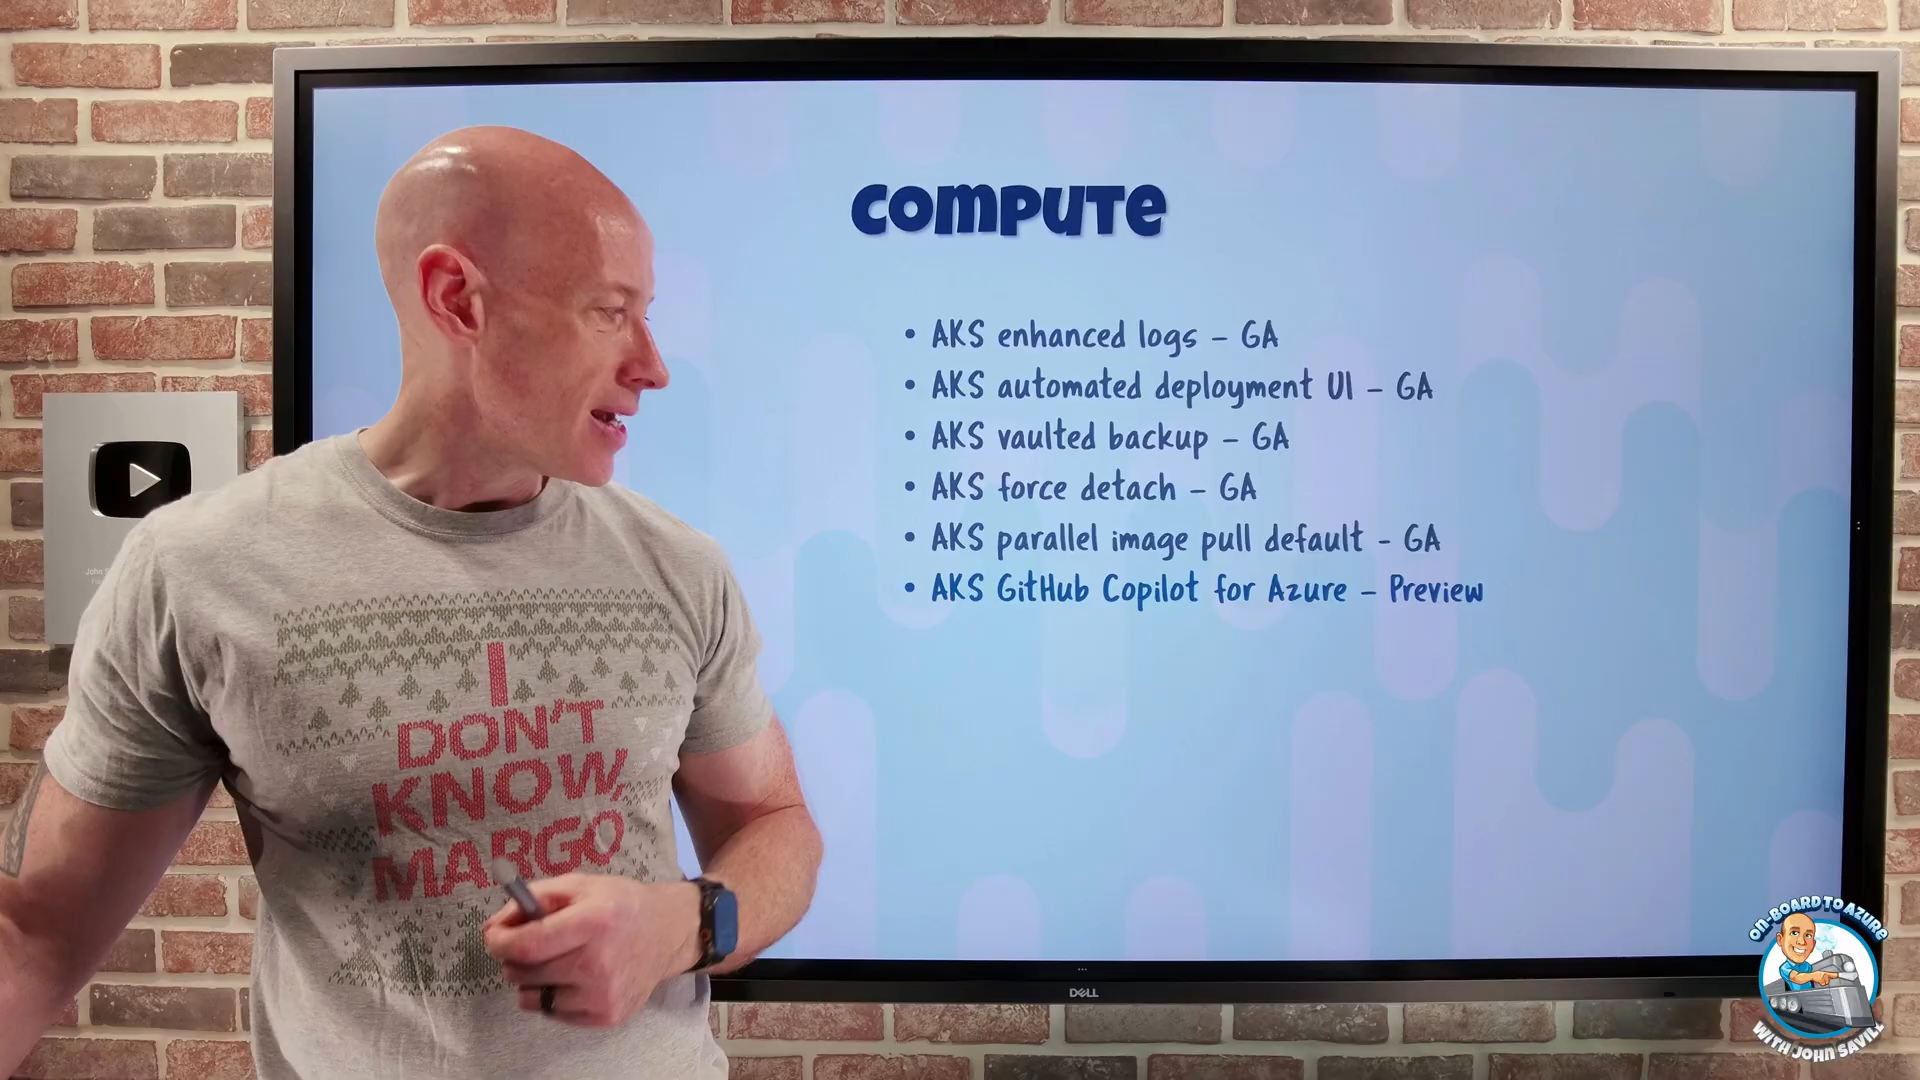 COMPUTE
• AKS enhanced logs – GA
• AKS automated deployment UI – GA
• AKS vaulted backup – GA
• AKS force detach – GA
• AKS parallel image pull default - GA
• AKS GitHub Copilot for Azure – Preview
I
DON'T
KNOW,
MARGO
John
DELL
ON-BOARD TO AZURE
WITH JOHN SAVILL